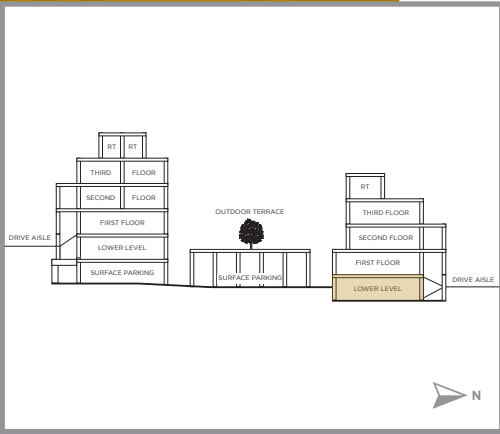 RT RT
THIRD FLOOR
SECOND FLOOR
FIRST FLOOR
DRIVE AISLE
LOWER LEVEL
SURFACE PARKING
OUTDOOR TERRACE
SURFACE PARKING
RT
THIRD FLOOR
SECOND FLOOR
FIRST FLOOR
DRIVE AISLE
LOWER LEVEL
N